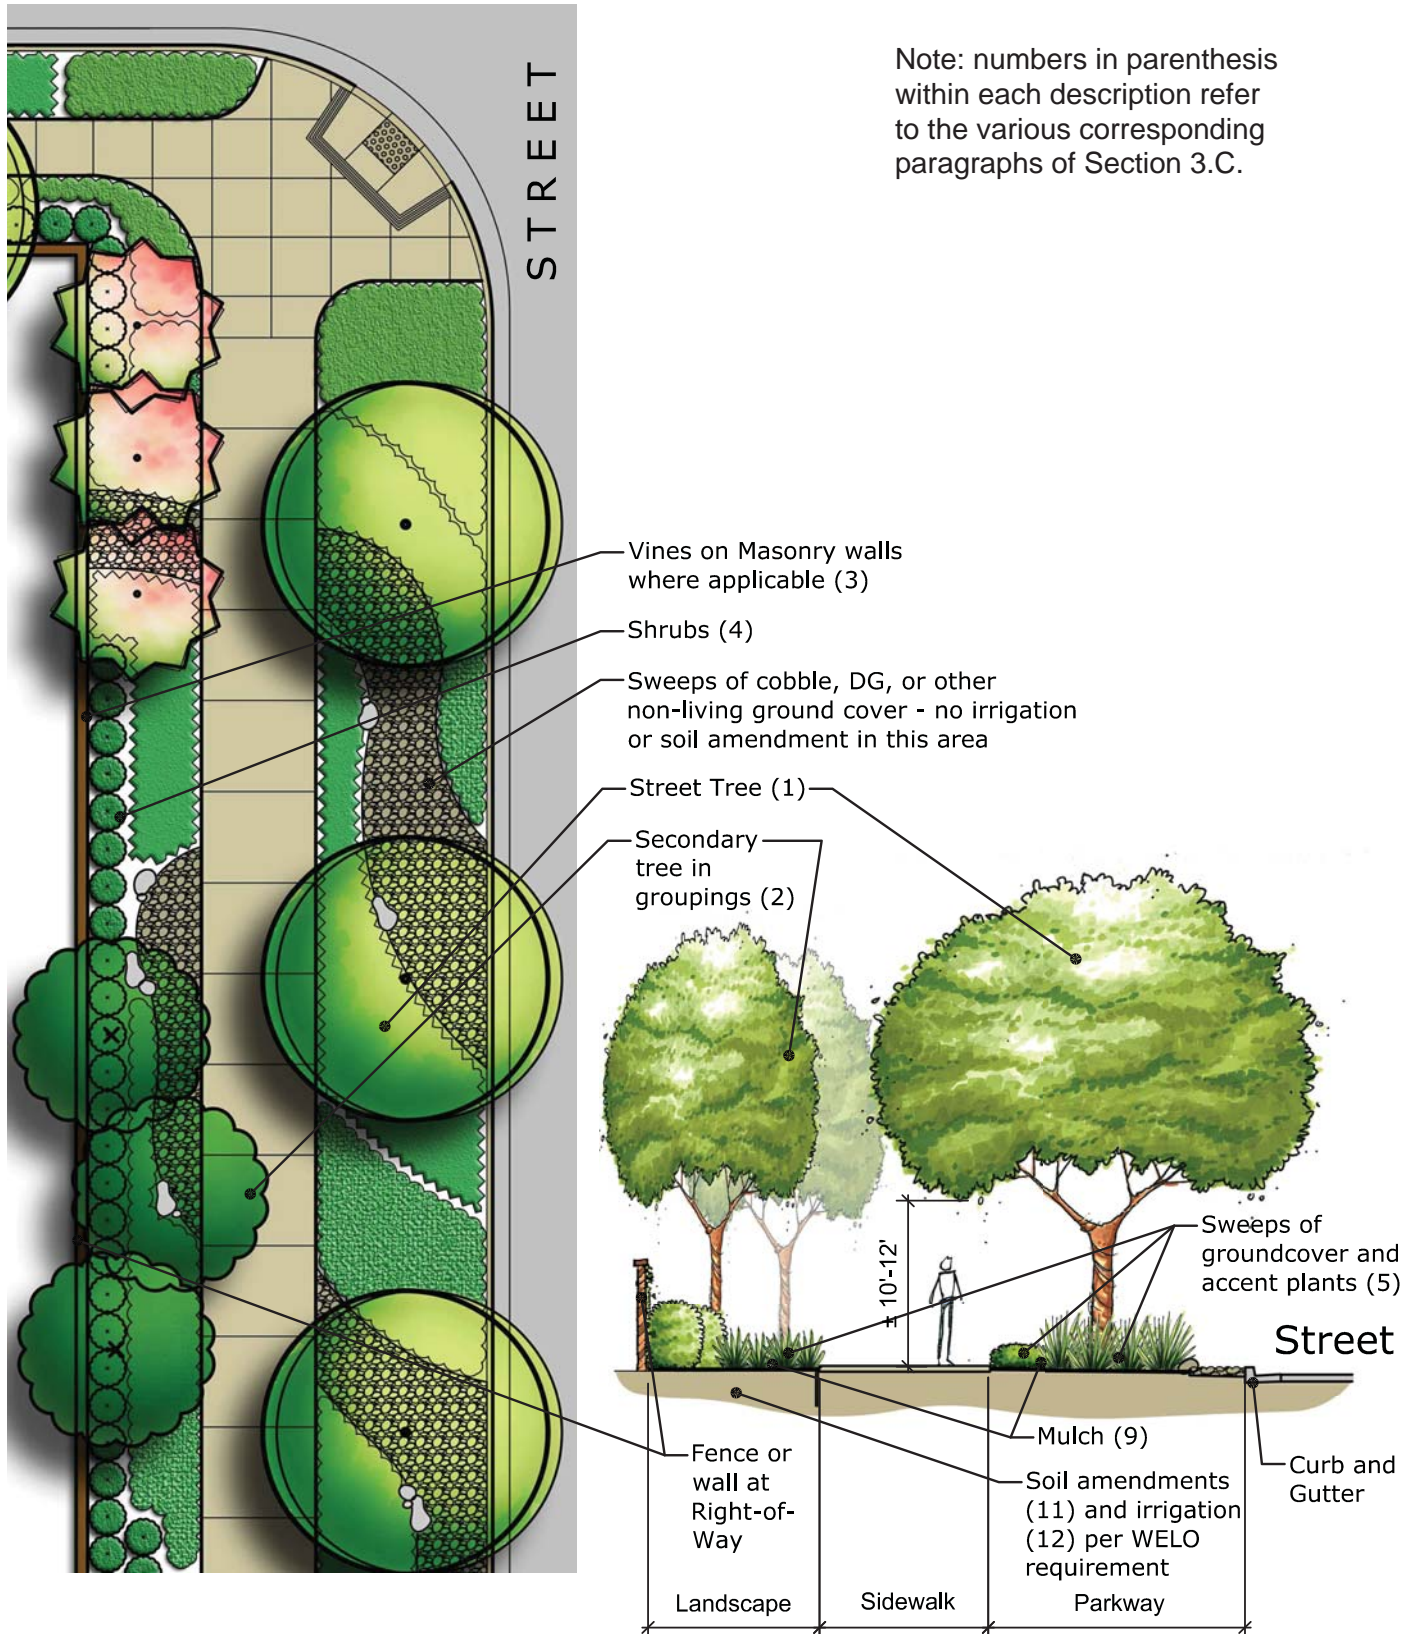 Note: numbers in parenthesis
within each description refer
to the various corresponding
paragraphs of Section 3.C.
STREET
Vines on Masonry walls
where applicable (3)
Shrubs (4)
Sweeps of cobble, DG, or other
non-living ground cover - no irrigation
or soil amendment in this area
Street Tree (1)
Secondary
tree in
groupings (2)
± 10'-12'
Sweeps of
groundcover and
accent plants (5)
Street
Mulch (9)
Fence or
wall at
Right-of-
Way
Soil amendments
(11) and irrigation
(12) per WELO
requirement
Curb and
Gutter
Landscape
Sidewalk
Parkway